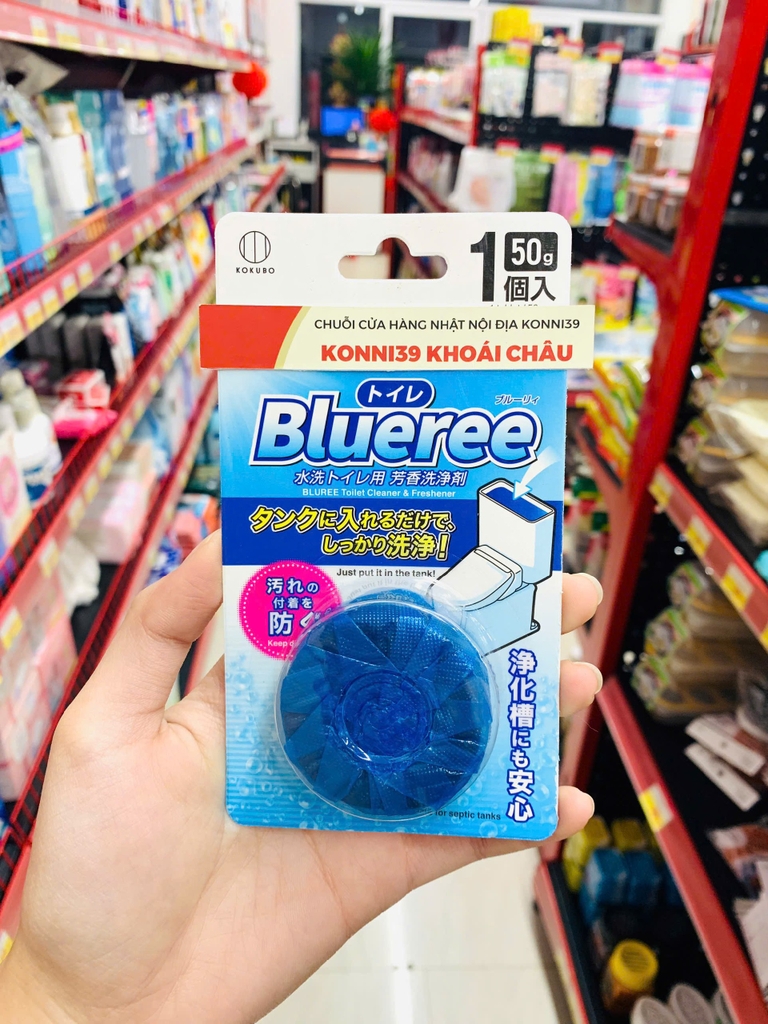 KOKUBO
1個入
50g
CHUỖI CỬA HÀNG NHẬT NỘI ĐỊA KONNI39
KONNI39 KHOÁI CHÂU
トイレ
ブルーリィ
Blueree
水洗トイレ用 芳香洗浄剤
BLUREE Toilet Cleaner & Freshener
タンクに入れるだけで、
しっかり洗浄!
Just put it in the tank!
汚れの
付着を
防ぐ
Keep
浄化槽にも安心
for septic tanks